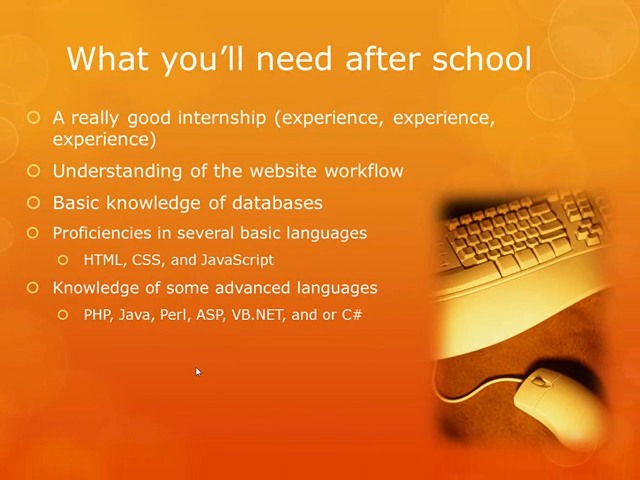 What you’ll need after school
A really good internship (experience, experience,
experience)
Understanding of the website workflow
Basic knowledge of databases
Proficiencies in several basic languages
HTML, CSS, and JavaScript
Knowledge of some advanced languages
PHP, Java, Perl, ASP, VB.NET, and or C#